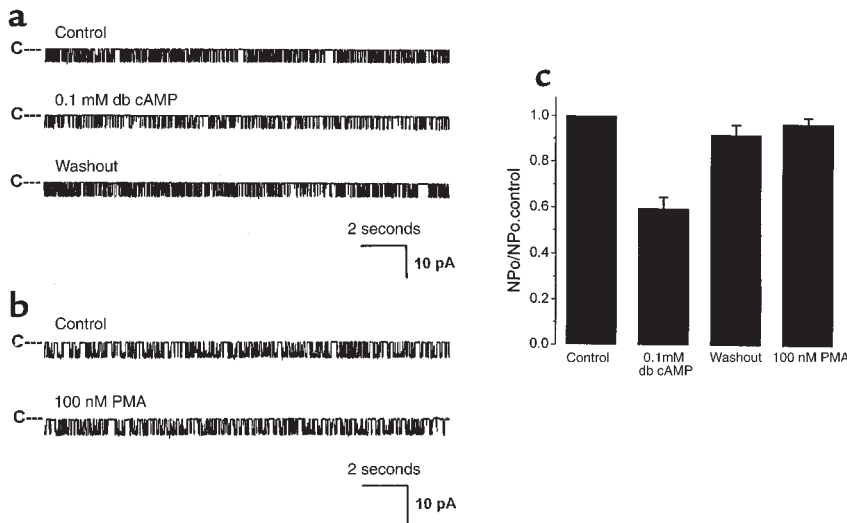 a
Control
C---
0.1 mM db cAMP
C---
Washout
C---
2 seconds
10 pA
b
Control
C---
100 nM PMA
C---
2 seconds
10 pA
c
NPo/NPo.control
1.0
0.8
0.6
0.4
0.2
0.0
Control
0.1mM
db cAMP
Washout
100 nM PMA